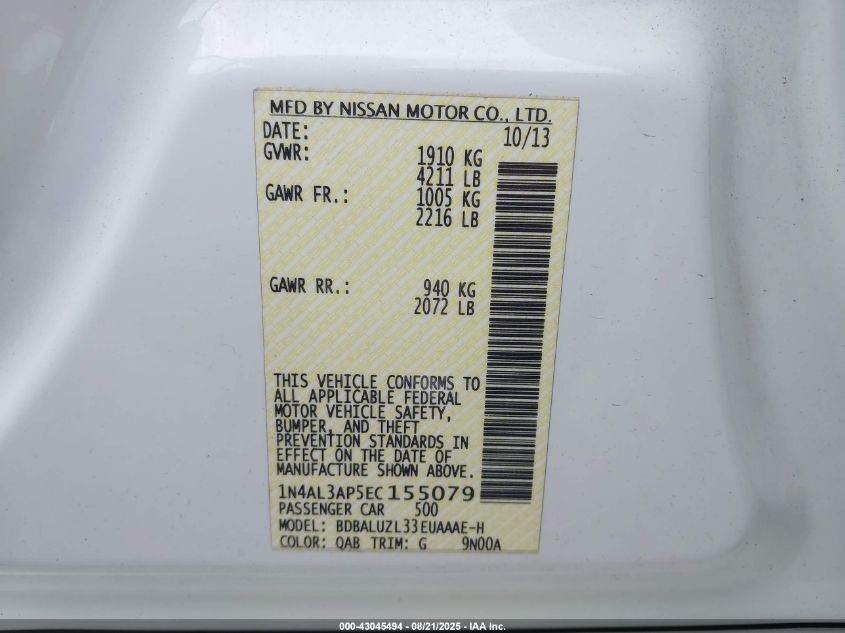 MFD BY NISSAN MOTOR CO., LTD.
DATE: 10/13
GVWR: 1910 KG
4211 LB
GAWR FR.: 1005 KG
2216 LB
GAWR RR.: 940 KG
2072 LB
THIS VEHICLE CONFORMS TO
ALL APPLICABLE FEDERAL
MOTOR VEHICLE SAFETY,
BUMPER, AND THEFT
PREVENTION STANDARDS IN
EFFECT ON THE DATE OF
MANUFACTURE SHOWN ABOVE.
1N4AL3AP5EC155079
PASSENGER CAR 500
MODEL: BDBALUZL33EUAAAE-H
COLOR: QAB TRIM: G 9N00A
000-43045494 - 08/21/2025 - IAA Inc.